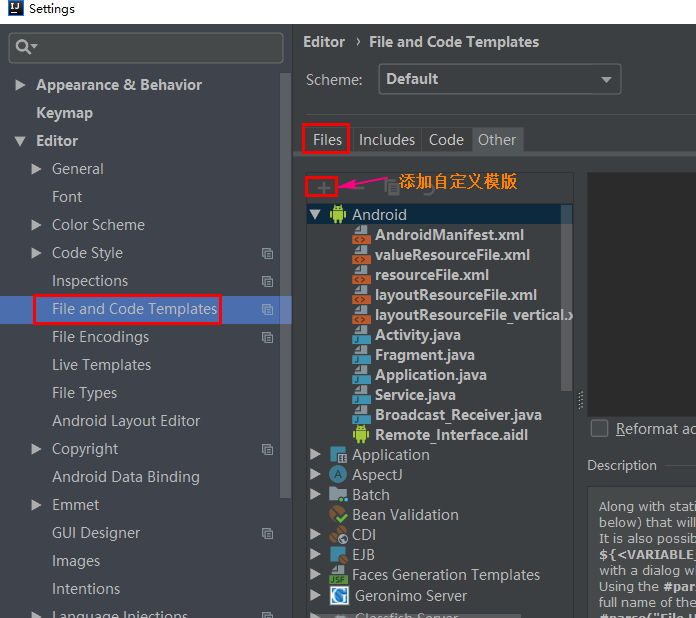 Settings
Editor › File and Code Templates
Scheme: Default
Appearance & Behavior
Keymap
Editor
General
Font
Color Scheme
Code Style
Inspections
File and Code Templates
File Encodings
Live Templates
File Types
Android Layout Editor
Copyright
Android Data Binding
Emmet
GUI Designer
Images
Intentions
Language Injections
Files Includes Code Other
添加自定义模版
Android
AndroidManifest.xml
valueResourceFile.xml
resourceFile.xml
layoutResourceFile.xml
layoutResourceFile_vertical.x
Activity.java
Fragment.java
Application.java
Service.java
Broadcast_Receiver.java
Remote_Interface.aidl
Application
AspectJ
Batch
Bean Validation
CDI
EJB
Faces Generation Templates
Geronimo Server
Glassfish Server
Reformat ac
Description
Along with stati
below) that will
It is also possib
${<VARIABLE_
with a dialog w
Using the #par
full name of the